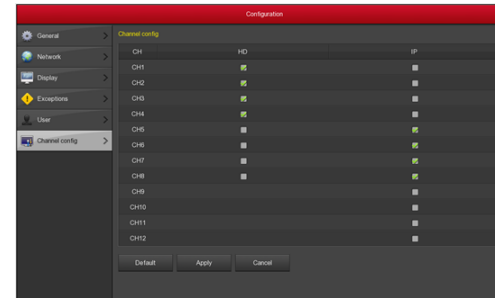 Configuration
General >
Network >
Display >
Exceptions >
User >
Channel config >
Channel config
CH HD IP
CH1
CH2
CH3
CH4
CH5
CH6
CH7
CH8
CH9
CH10
CH11
CH12
Default Apply Cancel